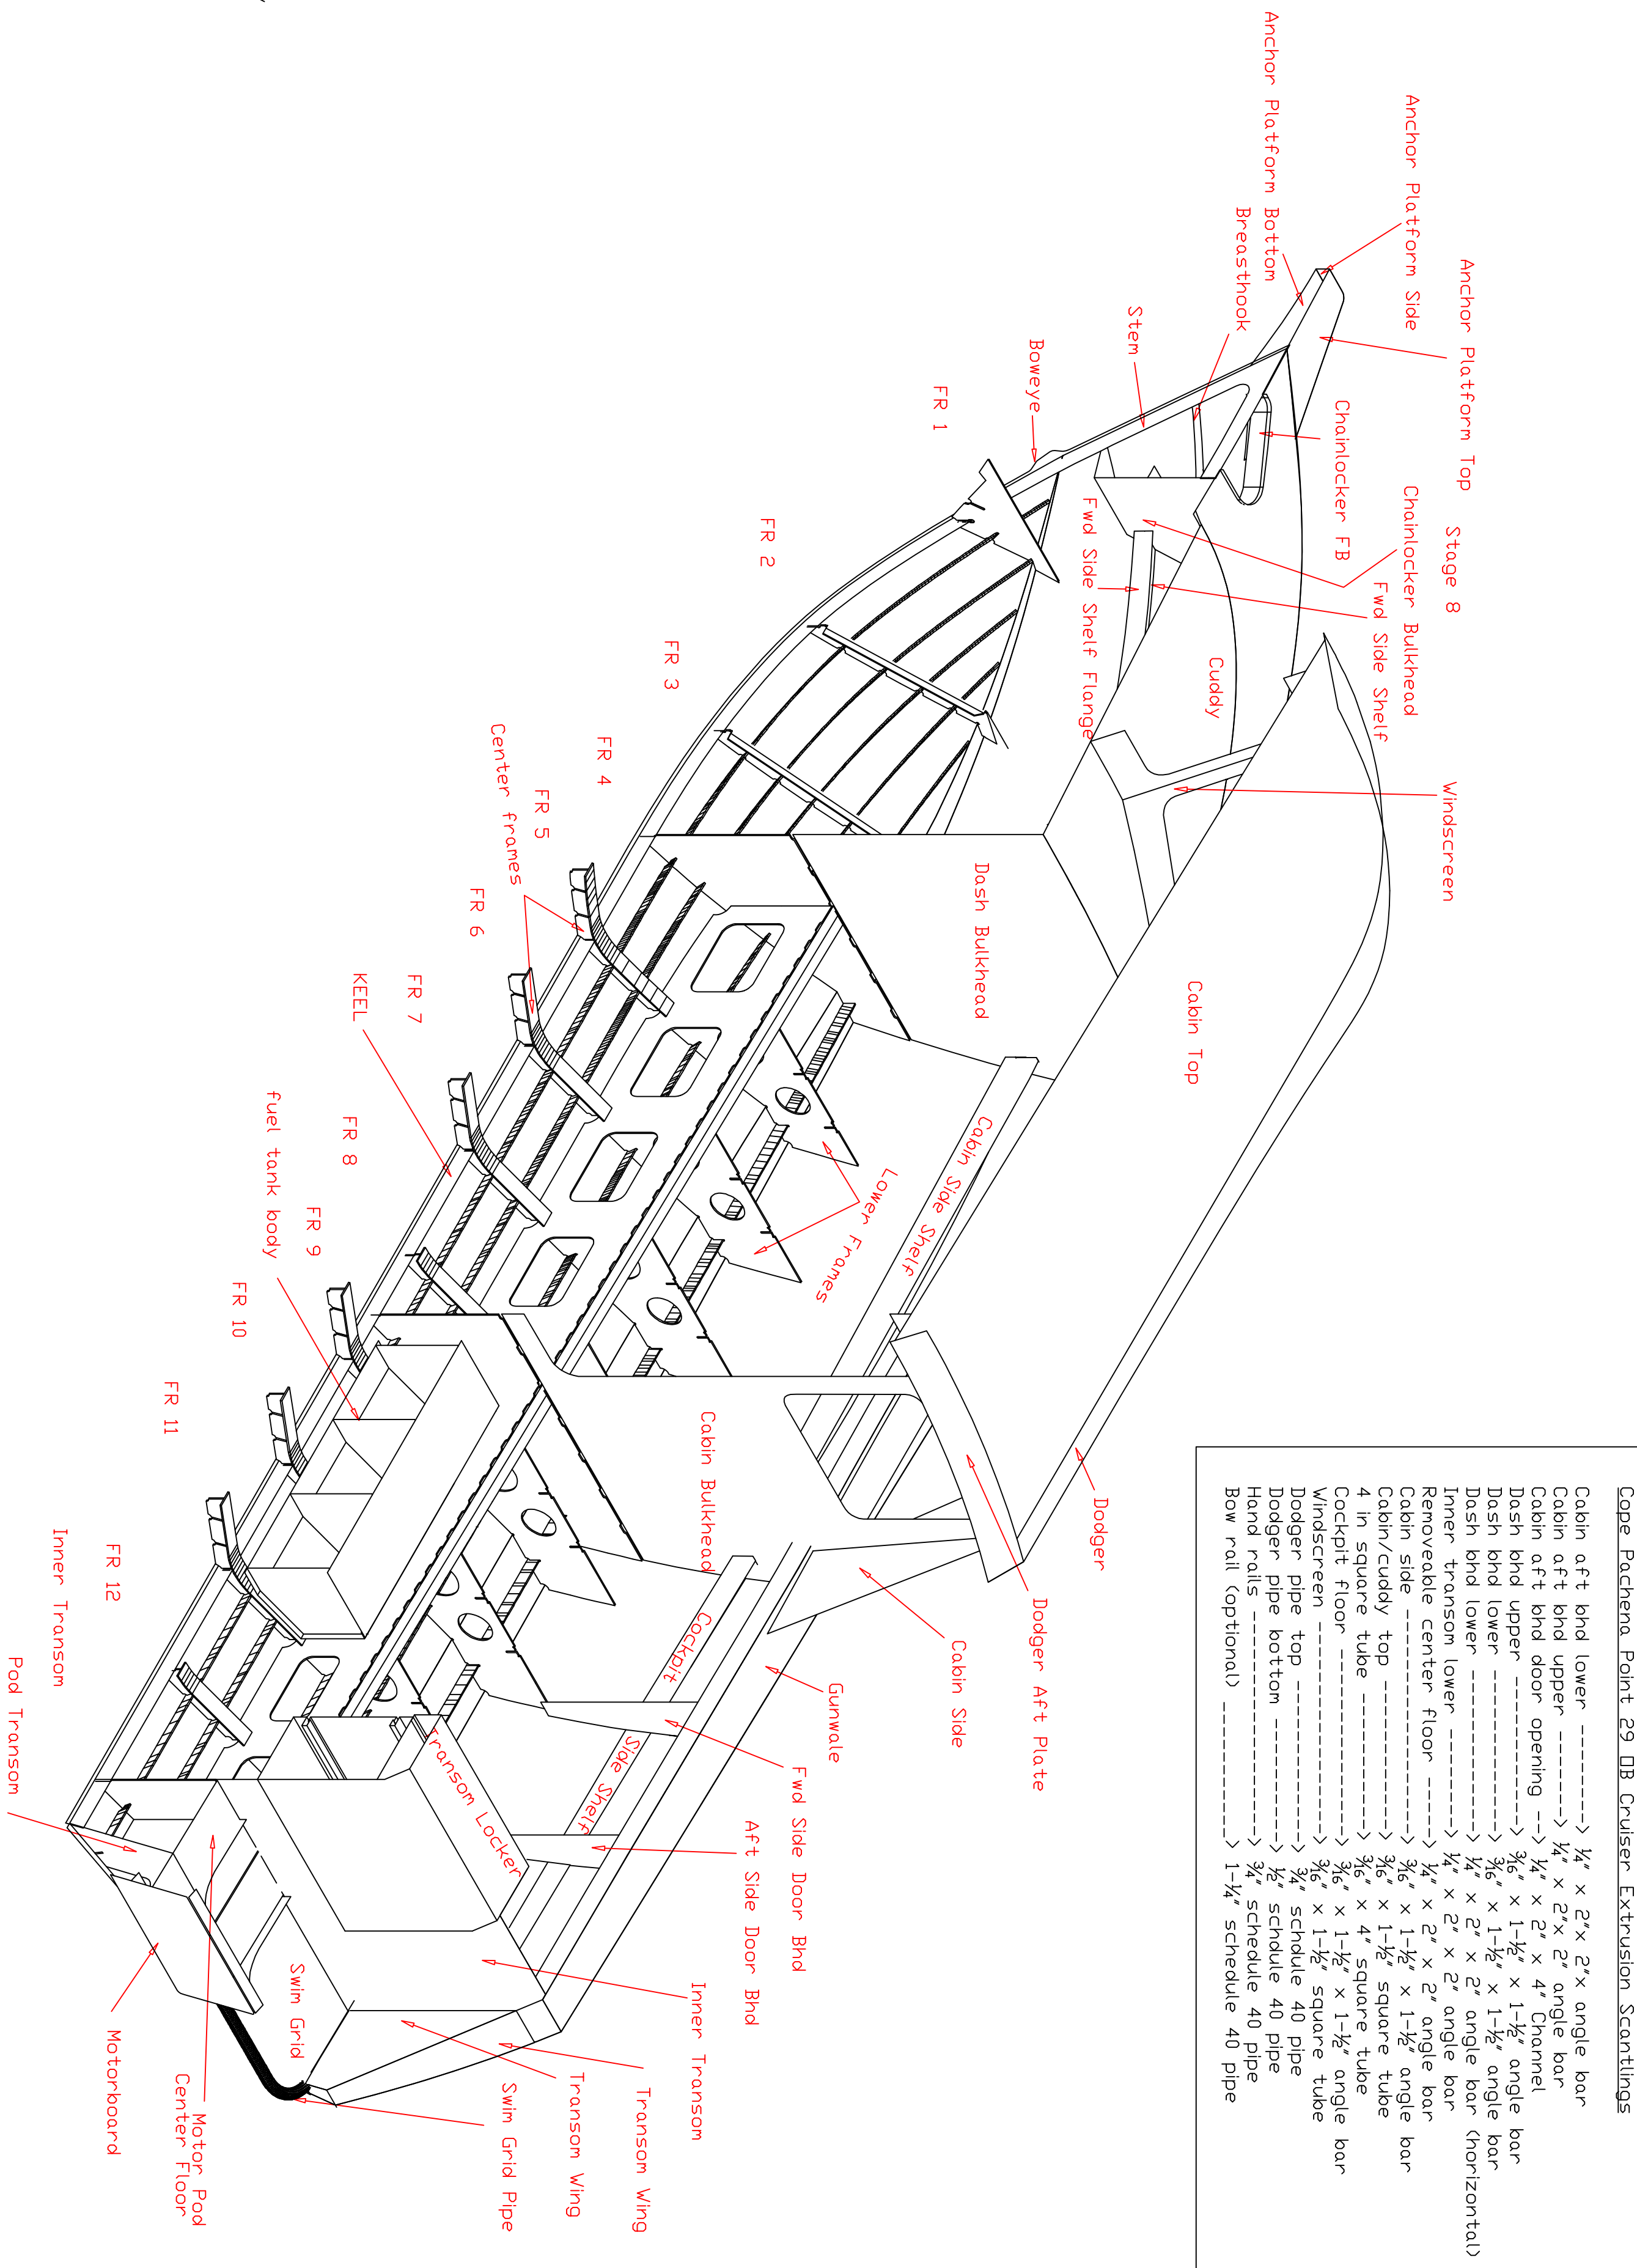 Cope Pachena Point 29 OB Cruiser Extrusion Scantlings
Cabin aft bhd lower ---------> ¼" x 2"x 2"x angle bar
Cabin aft bhd upper -------> ¼" x 2"x 2" angle bar
Cabin aft bhd door opening --> ¼" x 2" x 4" Channel
Dash bhd upper --------------> 3/16" x 1-½" x 1-½" angle bar
Dash bhd lower --------------> 3/16" x 1-½" x 1-½" angle bar
Dash bhd lower --------------> ¼" x 2" x 2" angle bar (horizontal)
Inner transom lower -------> ¼" x 2" x 2" angle bar
Removeable center floor -----> ¼" x 2" x 2" angle bar
Cabin side ------------------> 3/16" x 1-½" x 1-½" angle bar
Cabin/cuddy top -------------> 3/16" x 1-½" square tube
4 in square tube ------------> 3/16" x 4" square tube
Cockpit floor ---------------> 3/16" x 1-½" x 1-½" angle bar
Windscreen ------------------> 3/16" x 1-½" square tube
Dodger pipe top -------------> ¾" schdule 40 pipe
Dodger pipe bottom --------> ½" schdule 40 pipe
Hand rails ------------------> ¾" schedule 40 pipe
Bow rail (optional) ____________> 1-¼" schedule 40 pipe
Stage 8
Anchor Platform Top
Anchor Platform Side
Anchor Platform Bottom
Breasthook
Chainlocker FB
Chainlocker Bulkhead
Fwd Side Shelf
Fwd Side Shelf Flange
Stem
Boweye
Cuddy
Windscreen
Dash Bulkhead
Cabin Top
Cabin Side Shelf
Lower Frames
Center frames
KEEL
fuel tank body
FR 1
FR 2
FR 3
FR 4
FR 5
FR 6
FR 7
FR 8
FR 9
FR 10
FR 11
FR 12
Dodger
Dodger Aft Plate
Cabin Side
Cabin Bulkhead
Gunwale
Cockpit
Side Shelf
Transom Locker
Fwd Side Door Bhd
Aft Side Door Bhd
Inner Transom
Transom Wing
Transom Wing
Swim Grid Pipe
Swim Grid
Motor Pod
Center Floor
Motorboard
Pod Transom
Inner Transom